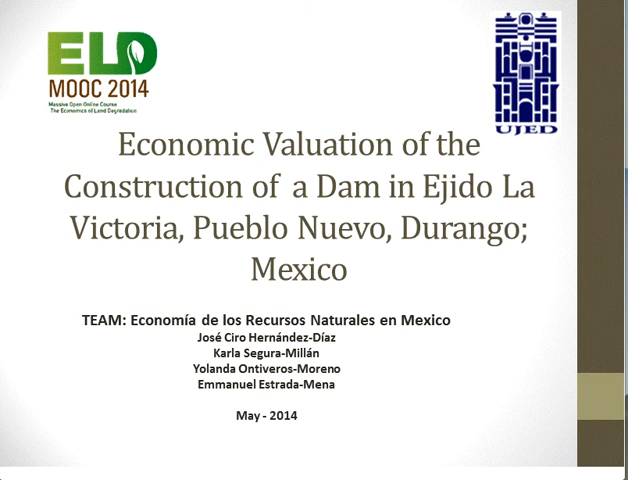 ELD
MOOC 2014
Massive Open Online Course
The Economics of Land Degradation
UJED
Economic Valuation of the
Construction of a Dam in Ejido La
Victoria, Pueblo Nuevo, Durango;
Mexico
TEAM: Economía de los Recursos Naturales en Mexico
José Ciro Hernández-Díaz
Karla Segura-Millán
Yolanda Ontiveros-Moreno
Emmanuel Estrada-Mena
May - 2014